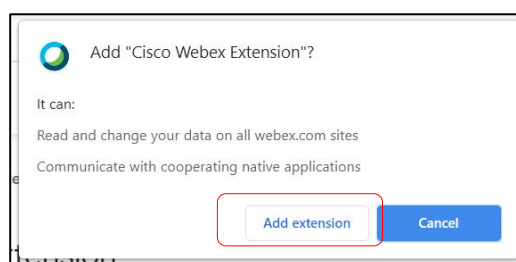 Add "Cisco Webex Extension"?
It can:
Read and change your data on all webex.com sites
Communicate with cooperating native applications
Add extension
Cancel